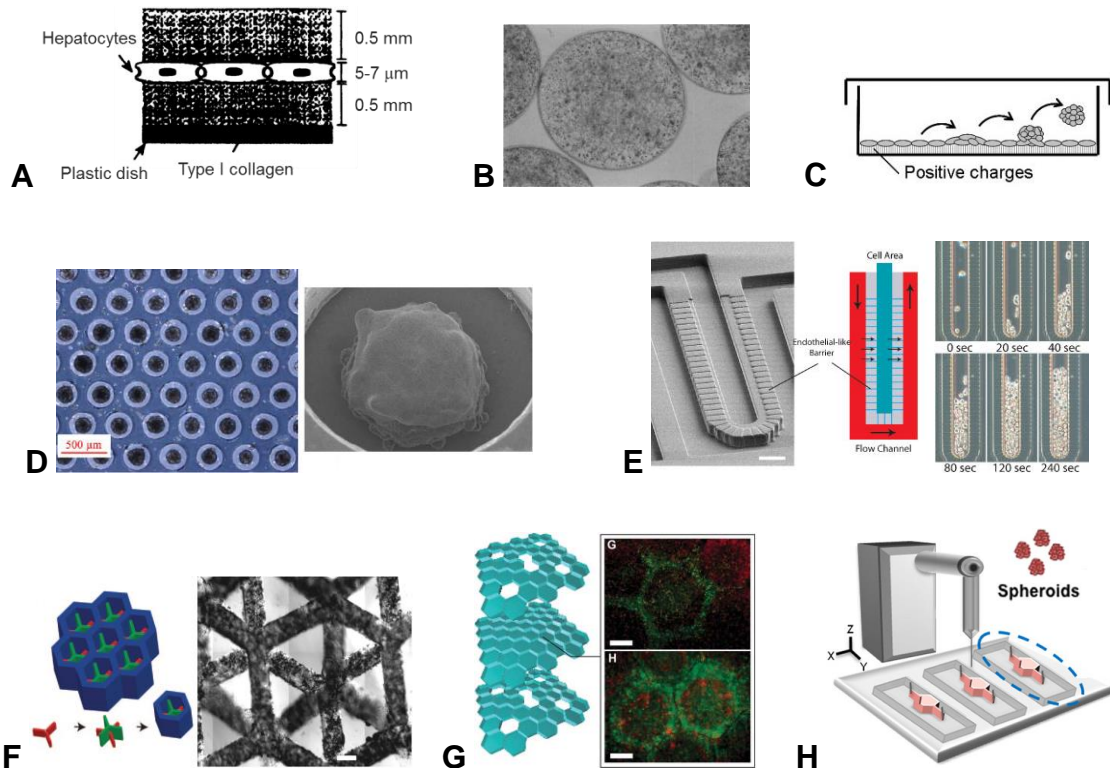 Hepatocytes
0.5 mm
5-7 µm
0.5 mm
Plastic dish
Type I collagen
A
B
Positive charges
C
500 µm
D
Cell Area
Endothelial-like
Barrier
Flow Channel
0 sec
20 sec
40 sec
80 sec
120 sec
240 sec
E
F
G
H
G
Spheroids
Z
X
Y
H